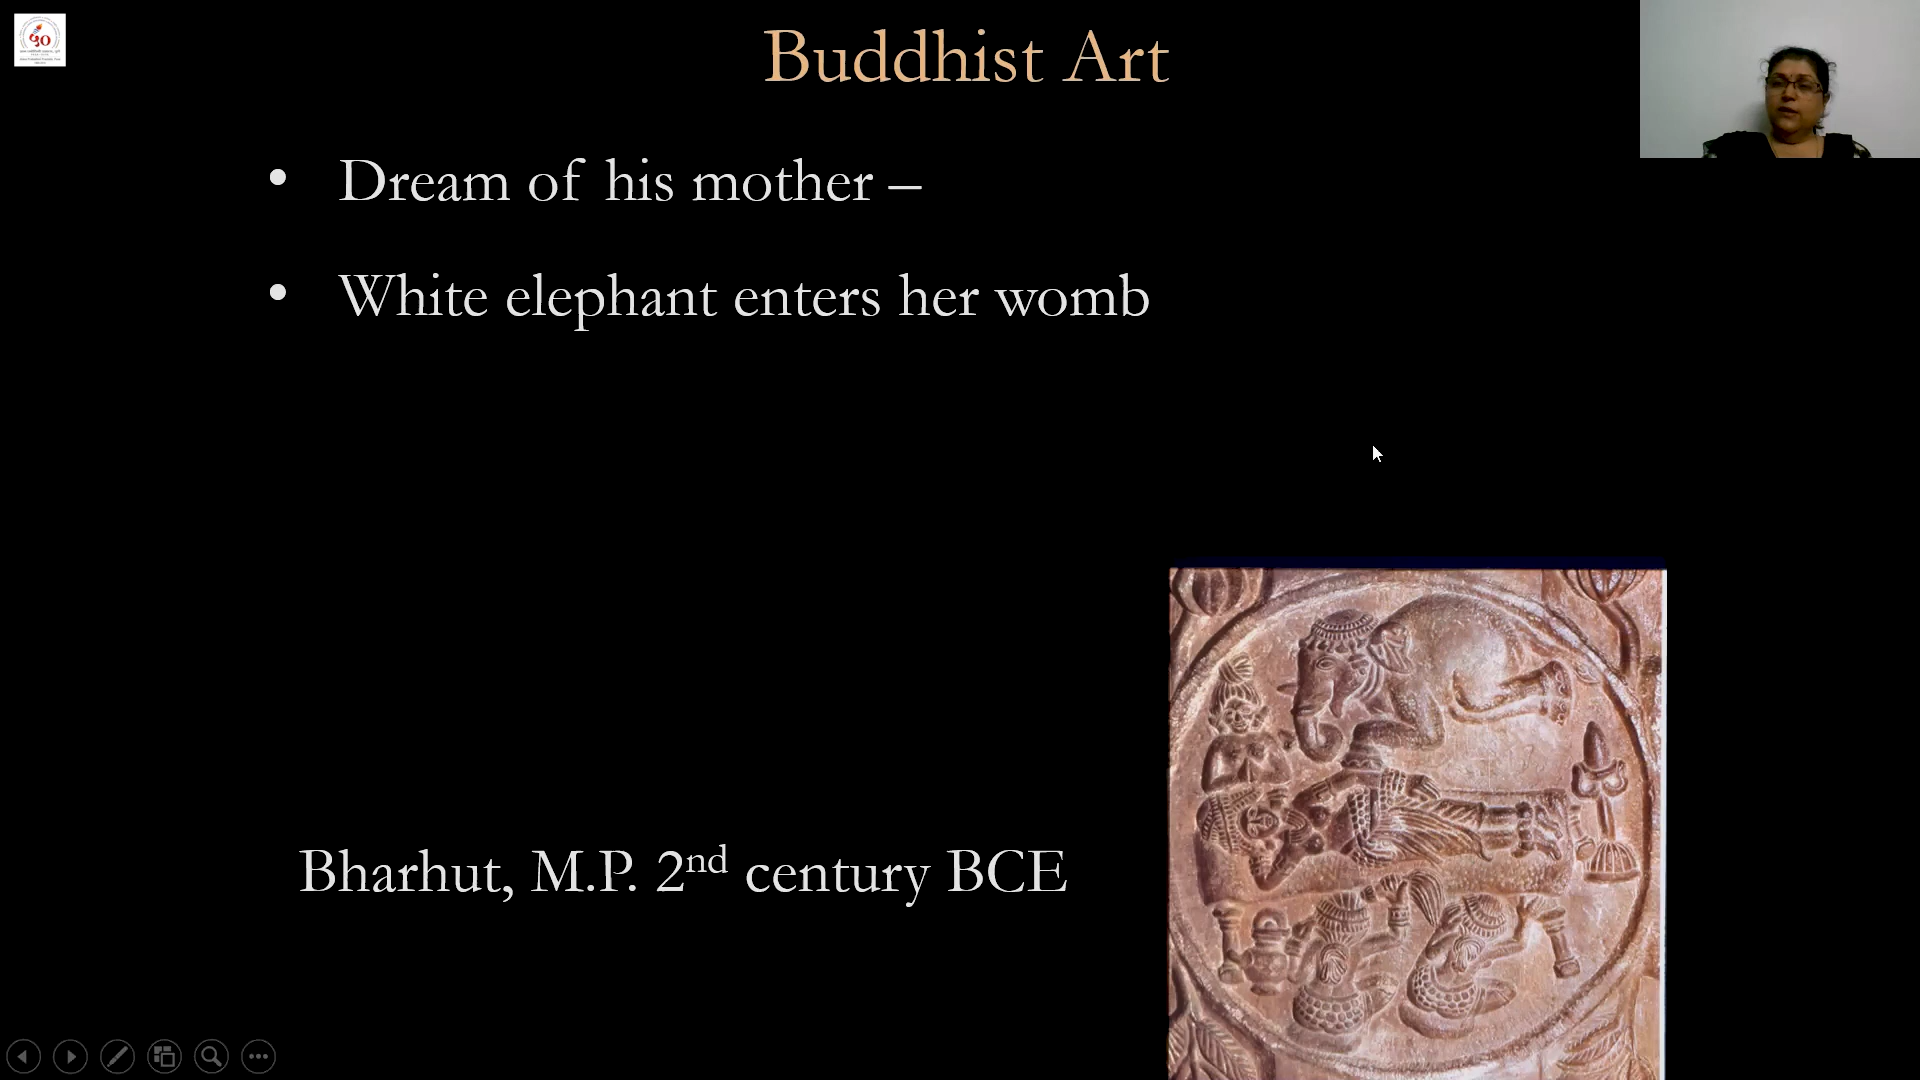 Buddhist Art
• Dream of his mother –
• White elephant enters her womb
Bharhut, M.P. 2nd century BCE